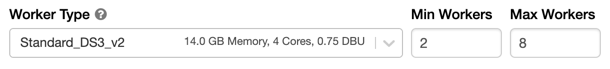 Worker Type ? Min Workers Max Workers
Standard_DS3_v2 14.0 GB Memory, 4 Cores, 0.75 DBU 2 8